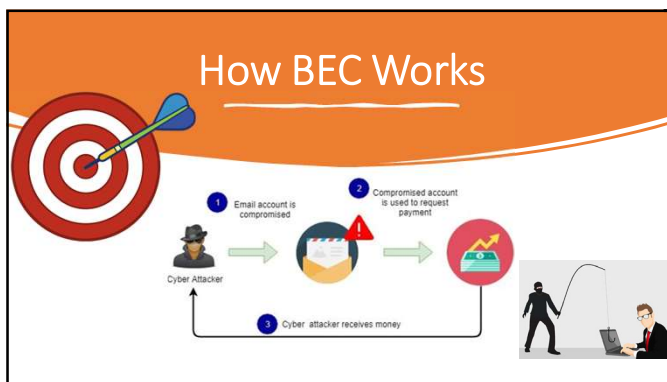 How BEC Works
1
Email account is
compromised
2
Compromised account
is used to request
payment
Cyber Attacker
3
Cyber attacker receives money